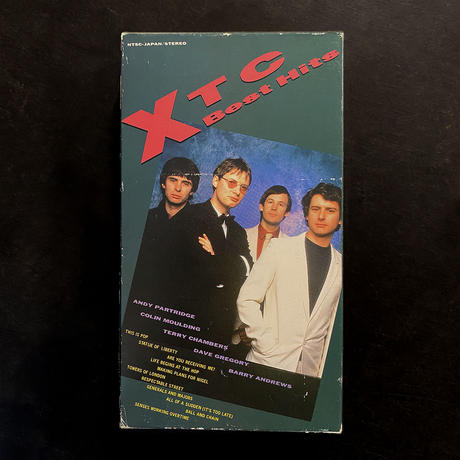 NTSC-JAPAN/STEREO
XTC
Best Hits
ANDY PARTRIDGE
COLIN MOULDING
TERRY CHAMBERS
DAVE GREGORY
BARRY ANDREWS
THIS IS POP
STATUE OF LIBERTY
ARE YOU RECEIVING ME?
LIFE BEGINS AT THE HOP
MAKING PLANS FOR NIGEL
TOWERS OF LONDON
RESPECTABLE STREET
GENERALS AND MAJORS
ALL OF A SUDDEN (IT'S TOO LATE)
BALL AND CHAIN
SENSES WORKING OVERTIME